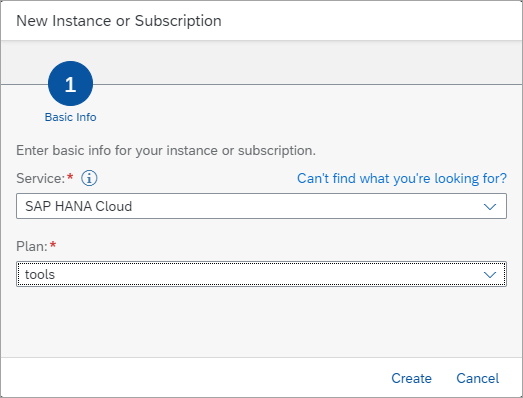 New Instance or Subscription
1
Basic Info
Enter basic info for your instance or subscription.
Service:* Can't find what you're looking for?
SAP HANA Cloud
Plan:*
tools
Create Cancel